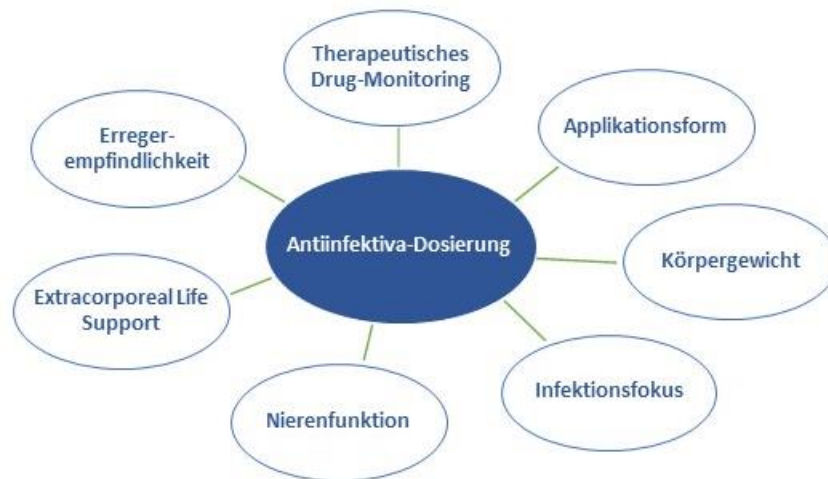 Therapeutisches
Drug-Monitoring
Applikationsform
Erreger-
empfindlichkeit
Antiinfektiva-Dosierung
Körpergewicht
Extracorporeal Life
Support
Infektionsfokus
Nierenfunktion